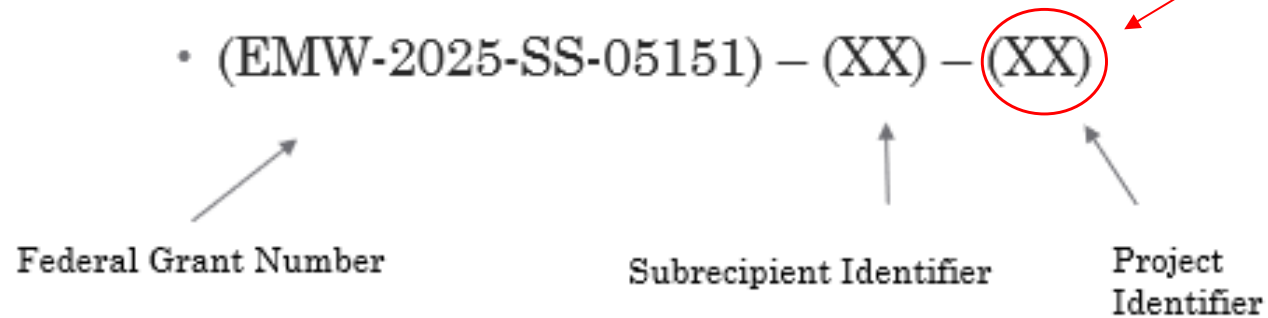 • (EMW-2025-SS-05151) – (XX) – (XX)
Federal Grant Number
Subrecipient Identifier
Project
Identifier